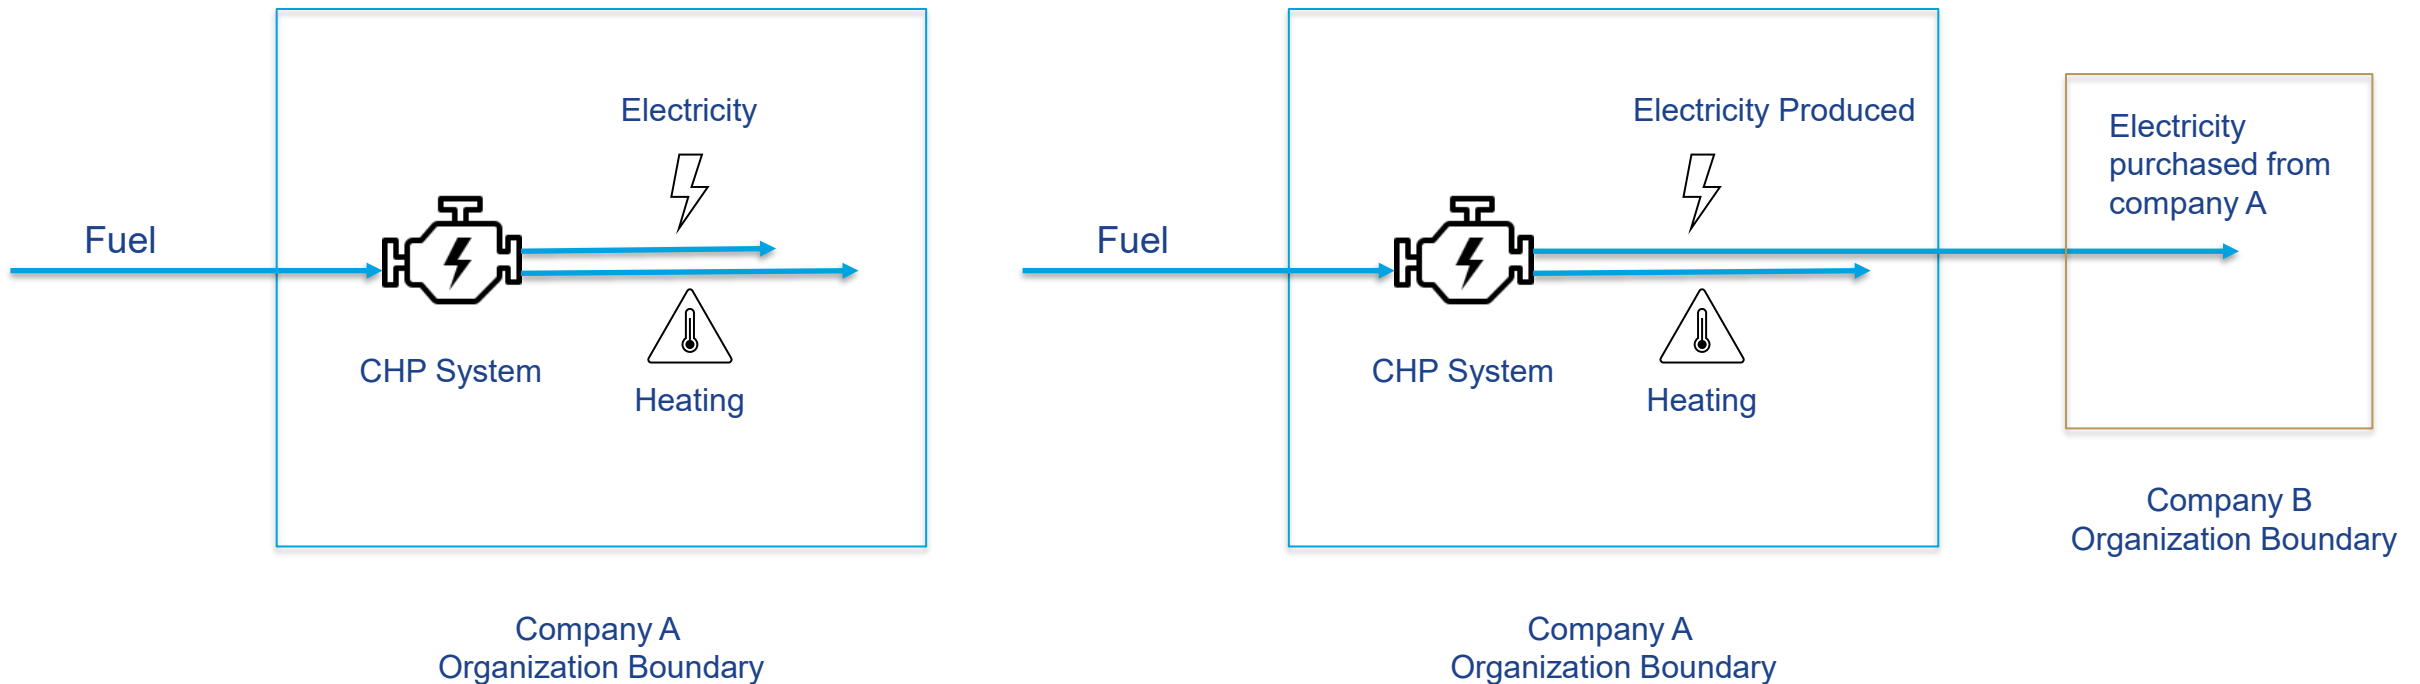 Electricity
Fuel
CHP System
Heating
Company A
Organization Boundary
Electricity Produced
Fuel
CHP System
Heating
Company A
Organization Boundary
Electricity
purchased from
company A
Company B
Organization Boundary